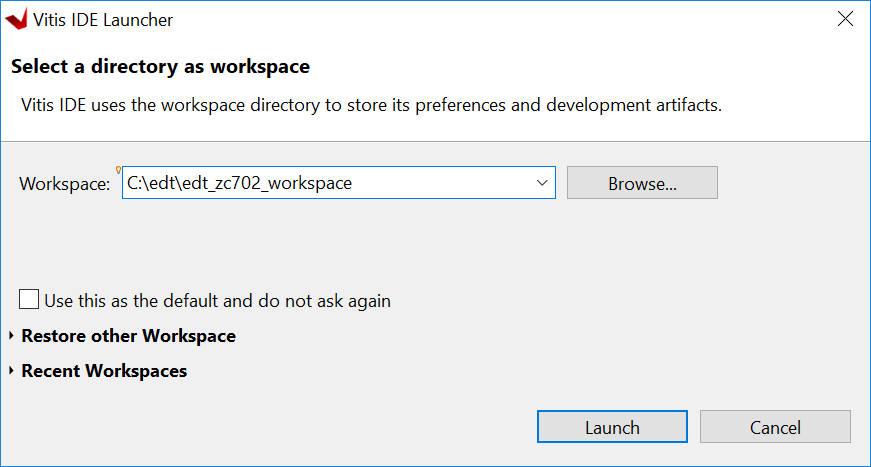 Vitis IDE Launcher
Select a directory as workspace
Vitis IDE uses the workspace directory to store its preferences and development artifacts.
Workspace: C:\edt\edt_zc702_workspace Browse...
Use this as the default and do not ask again
Restore other Workspace
Recent Workspaces
Launch Cancel